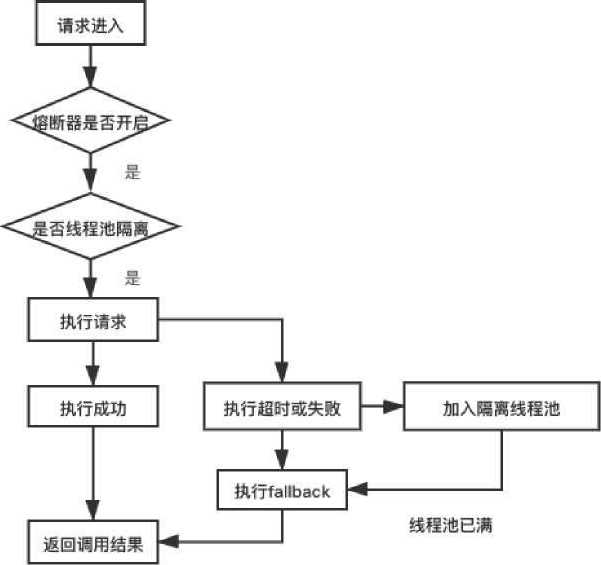 请求进入
熔断器是否开启
是
是否线程池隔离
是
执行请求
执行成功
执行超时或失败
加入隔离线程池
执行fallback
线程池已满
返回调用结果